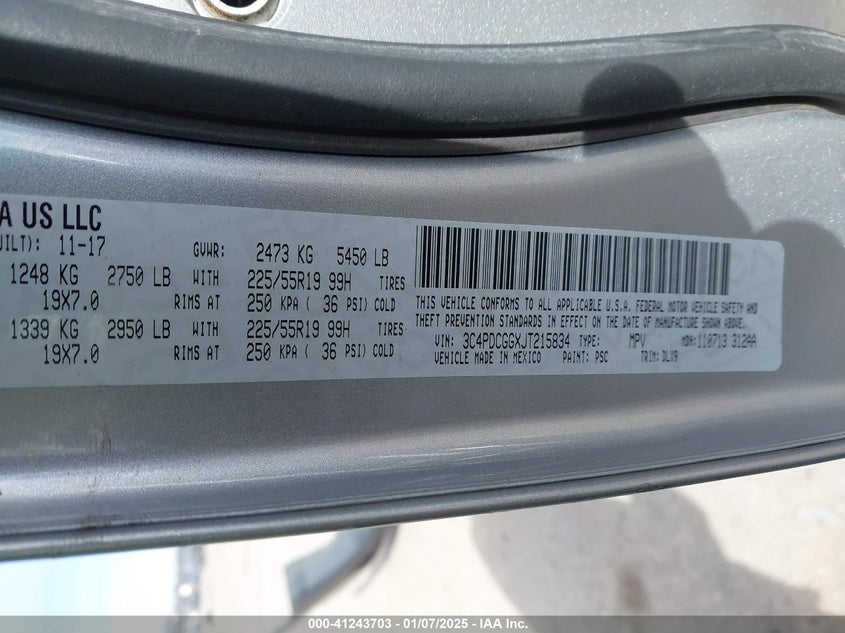 A US LLC
UILT): 11-17 GVWR: 2473 KG 5450 LB
1248 KG 2750 LB WITH 225/55R19 99H TIRES
19X7.0 RIMS AT 250 KPA ( 36 PSI) COLD
1339 KG 2950 LB WITH 225/55R19 99H TIRES
19X7.0 RIMS AT 250 KPA ( 36 PSI) COLD
THIS VEHICLE CONFORMS TO ALL APPLICABLE U.S.A. FEDERAL MOTOR VEHICLE SAFETY AND
THEFT PREVENTION STANDARDS IN EFFECT ON THE DATE OF MANUFACTURE SHOWN ABOVE.
VIN: 3C4PDCGGXJT215834 TYPE: MPV MDH: 110713 312AA
VEHICLE MADE IN MEXICO PAINT: PSC TRIM: DLX9
000-41243703 - 01/07/2025 - IAA Inc.